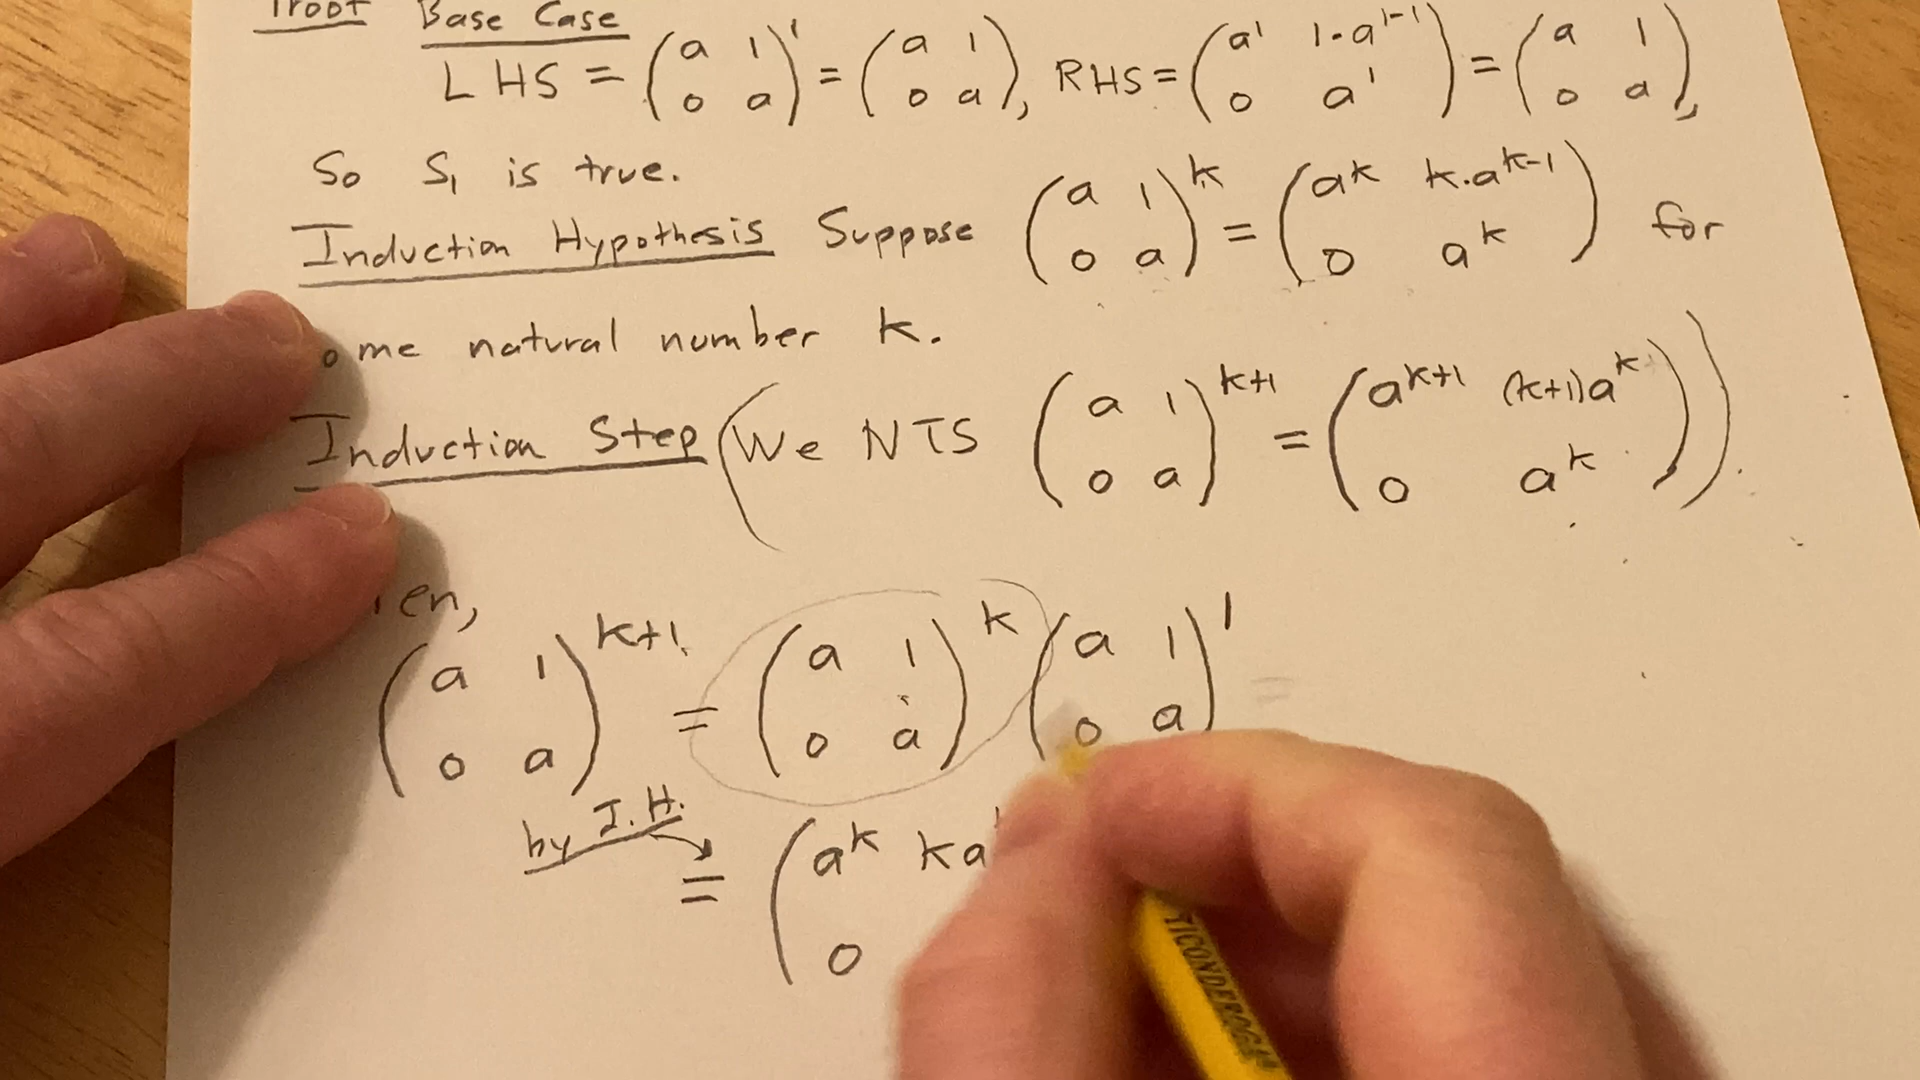 Proof Base Case
LHS = (a 1 / 0 a)^1 = (a 1 / 0 a), RHS = (a^1 1·a^{1-1} / 0 a^1) = (a 1 / 0 a),
So S₁ is true.
Induction Hypothesis Suppose (a 1 / 0 a)^k = (a^k k·a^{k-1} / 0 a^k) for
ome natural number k.
Induction Step (We NTS (a 1 / 0 a)^{k+1} = (a^{k+1} (k+1)a^k / 0 a^k))
en,
(a 1 / 0 a)^{k+1} = (a 1 / 0 a)^k (a 1 / 0 a)^1 =
by I.H. = (a^k ka / 0
TICONDEROGA